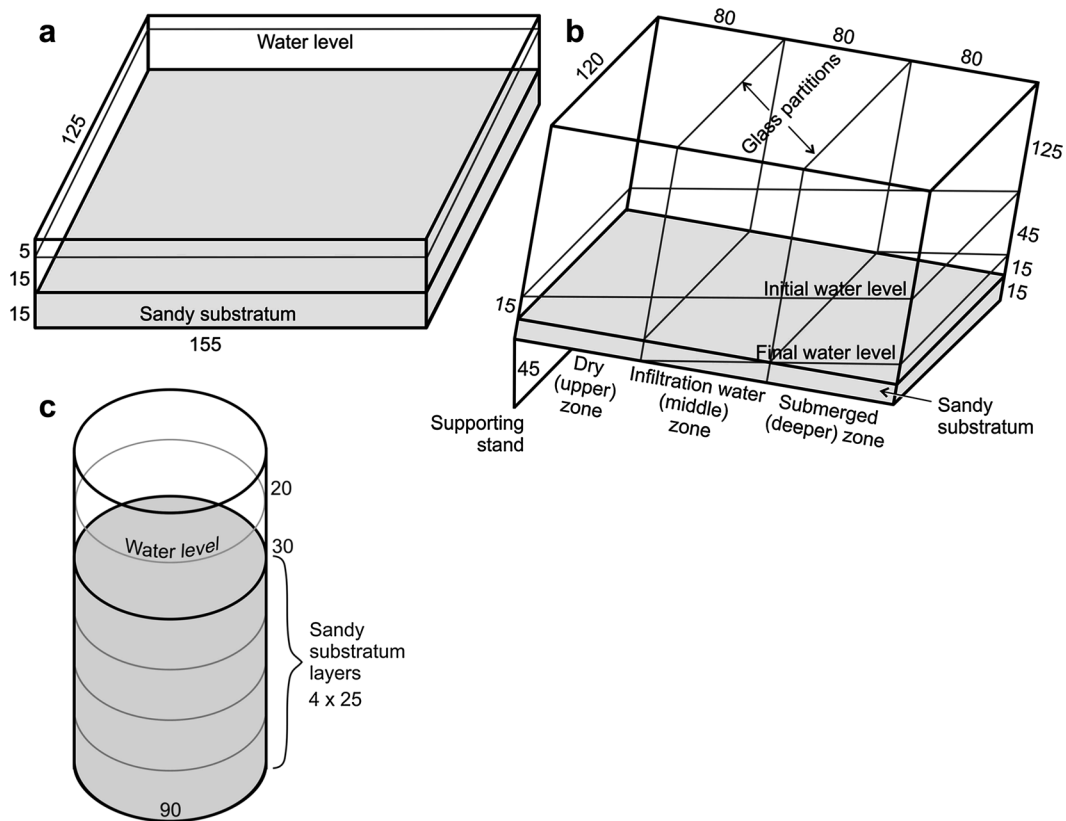 a
Water level
125
5
15
15
Sandy substratum
155
b
80
80
80
120
Glass partitions
125
45
15
15
Initial water level
15
Final water level
45
Dry
(upper)
zone
Infiltration water
(middle)
zone
Submerged
(deeper) zone
Sandy
substratum
Supporting
stand
c
20
Water level
30
Sandy
substratum
layers
4 x 25
90